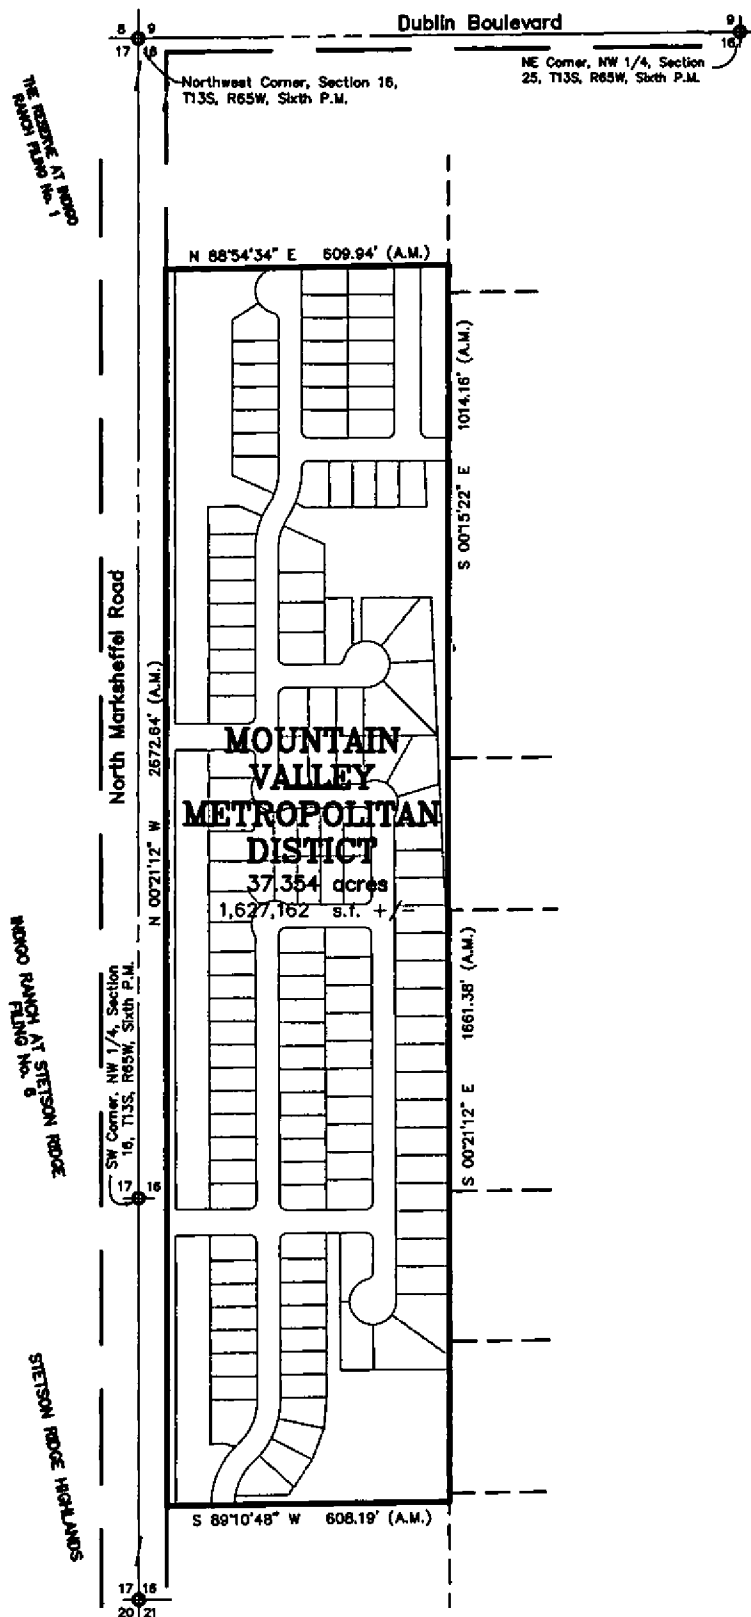 Dublin Boulevard
8 9
17 16
9
16
Northwest Corner, Section 16,
T13S, R65W, Sixth P.M.
NE Corner, NW 1/4, Section
25, T13S, R65W, Sixth P.M.
THE RESERVE AT INDIGO
RANCH FILING No. 1
N 88°54'34" E 609.94' (A.M.)
S 00°15'22" E 1014.16' (A.M.)
North Marksheffel Road
N 00°21'12" W 2672.64' (A.M.)
MOUNTAIN
VALLEY
METROPOLITAN
DISTICT
37.354 acres
1,627,162 s.f. +/-
S 00°21'12" E 1661.38' (A.M.)
INDIGO RANCH AT STETSON RIDGE
FILING No. 6
SW Corner, NW 1/4, Section
16, T13S, R65W, Sixth P.M.
17 16
STETSON RIDGE HIGHLANDS
S 89°10'48" W 608.19' (A.M.)
17 16
20 21